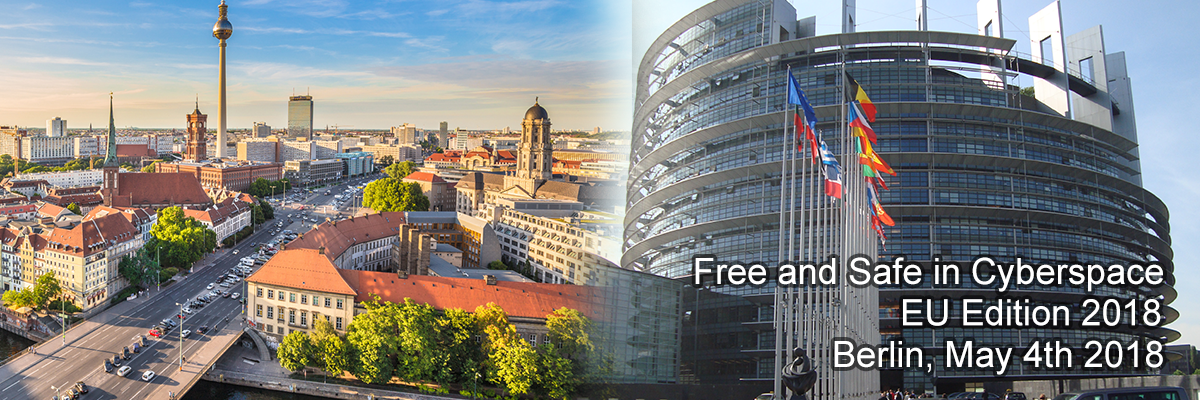 Free and Safe in Cyberspace
EU Edition 2018
Berlin, May 4th 2018